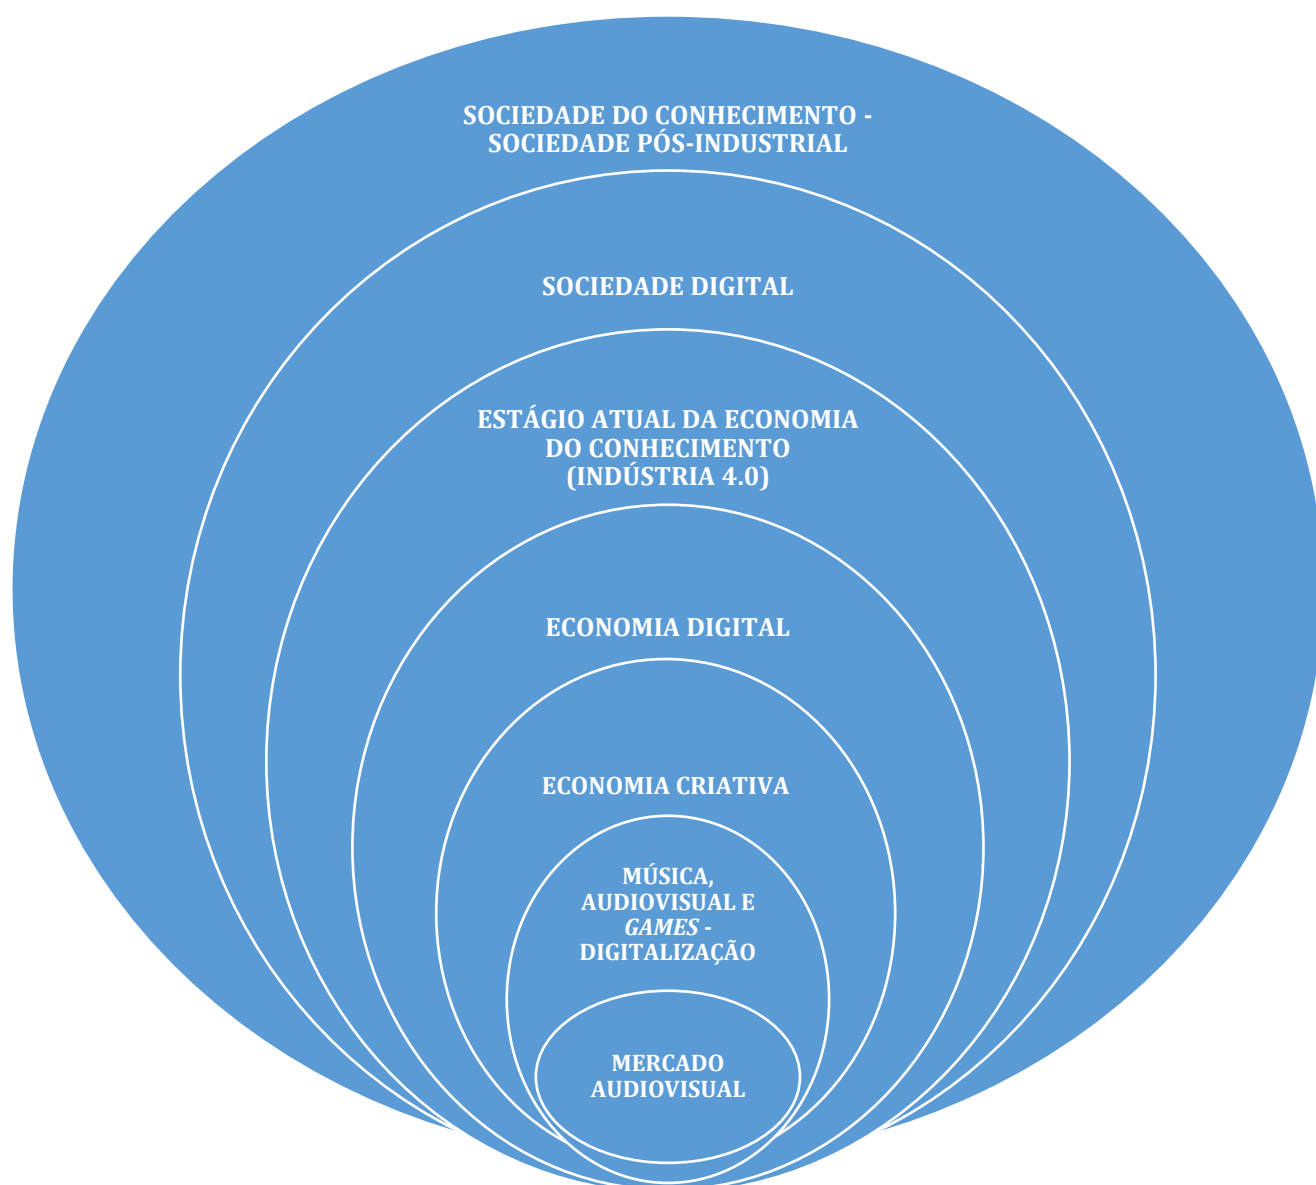 SOCIEDADE DO CONHECIMENTO -
SOCIEDADE PÓS-INDUSTRIAL
SOCIEDADE DIGITAL
ESTÁGIO ATUAL DA ECONOMIA
DO CONHECIMENTO
(INDÚSTRIA 4.0)
ECONOMIA DIGITAL
ECONOMIA CRIATIVA
MÚSICA,
AUDIOVISUAL E
GAMES -
DIGITALIZAÇÃO
MERCADO
AUDIOVISUAL